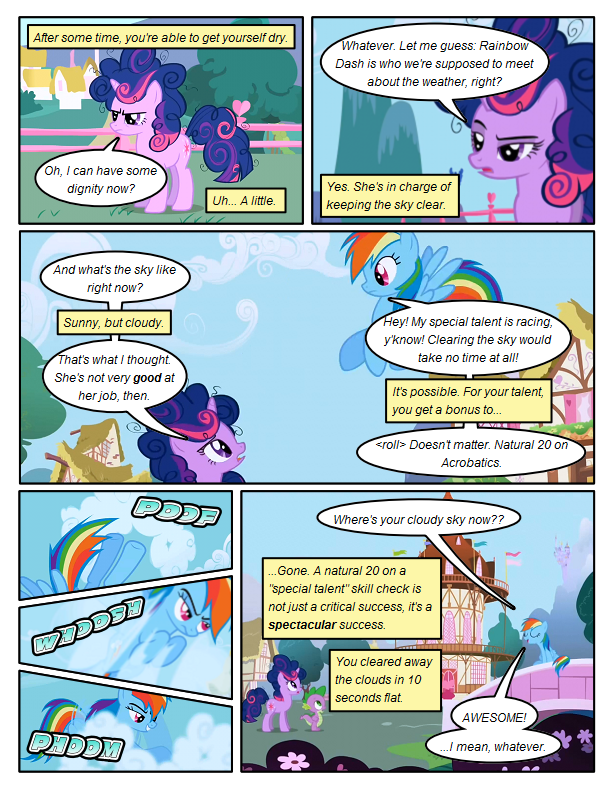 After some time, you're able to get yourself dry.
Oh, I can have some
dignity now?
Uh... A little.
Whatever. Let me guess: Rainbow
Dash is who we're supposed to meet
about the weather, right?
Yes. She's in charge of
keeping the sky clear.
And what's the sky like
right now?
Sunny, but cloudy.
That's what I thought.
She's not very good at
her job, then.
Hey! My special talent is racing,
y'know! Clearing the sky would
take no time at all!
It's possible. For your talent,
you get a bonus to...
<roll> Doesn't matter. Natural 20 on
Acrobatics.
POOF
WHOOSH
PHOOM
Where's your cloudy sky now??
...Gone. A natural 20 on a
"special talent" skill check is
not just a critical success, it's a
spectacular success.
You cleared away
the clouds in 10
seconds flat.
AWESOME!
...I mean, whatever.